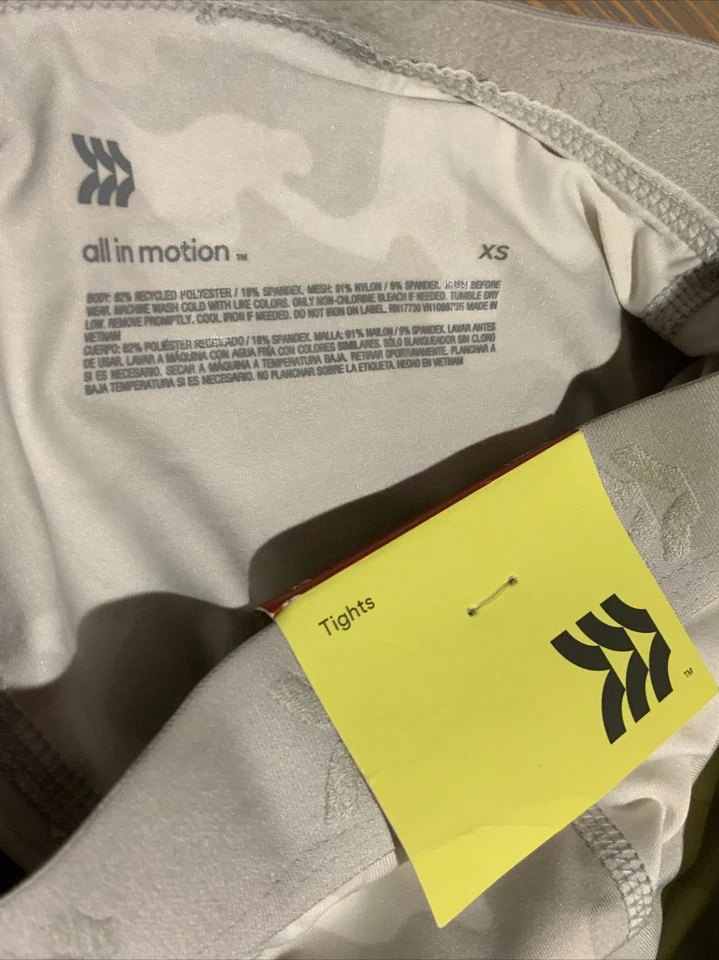 all in motion ™
XS
BODY: 82% RECYCLED POLYESTER / 18% SPANDEX. MESH: 91% NYLON / 9% SPANDEX. WASH BEFORE
WEAR. MACHINE WASH COLD WITH LIKE COLORS. ONLY NON-CHLORINE BLEACH IF NEEDED. TUMBLE DRY
LOW. REMOVE PROMPTLY. COOL IRON IF NEEDED. DO NOT IRON ON LABEL. RN17730 MADE IN
VIETNAM
CUERPO: 82% POLIÉSTER RECICLADO / 18% SPANDEX. MALLA: 91% NAILON / 9% SPANDEX. LAVAR ANTES
DE USAR. LAVAR A MÁQUINA CON AGUA FRÍA CON COLORES SIMILARES. SÓLO BLANQUEADOR SIN CLORO
SI ES NECESARIO. SECAR A MÁQUINA A TEMPERATURA BAJA. RETIRAR OPORTUNAMENTE. PLANCHAR A
BAJA TEMPERATURA SI ES NECESARIO. NO PLANCHAR SOBRE LA ETIQUETA. HECHO EN VIETNAM
Tights
™